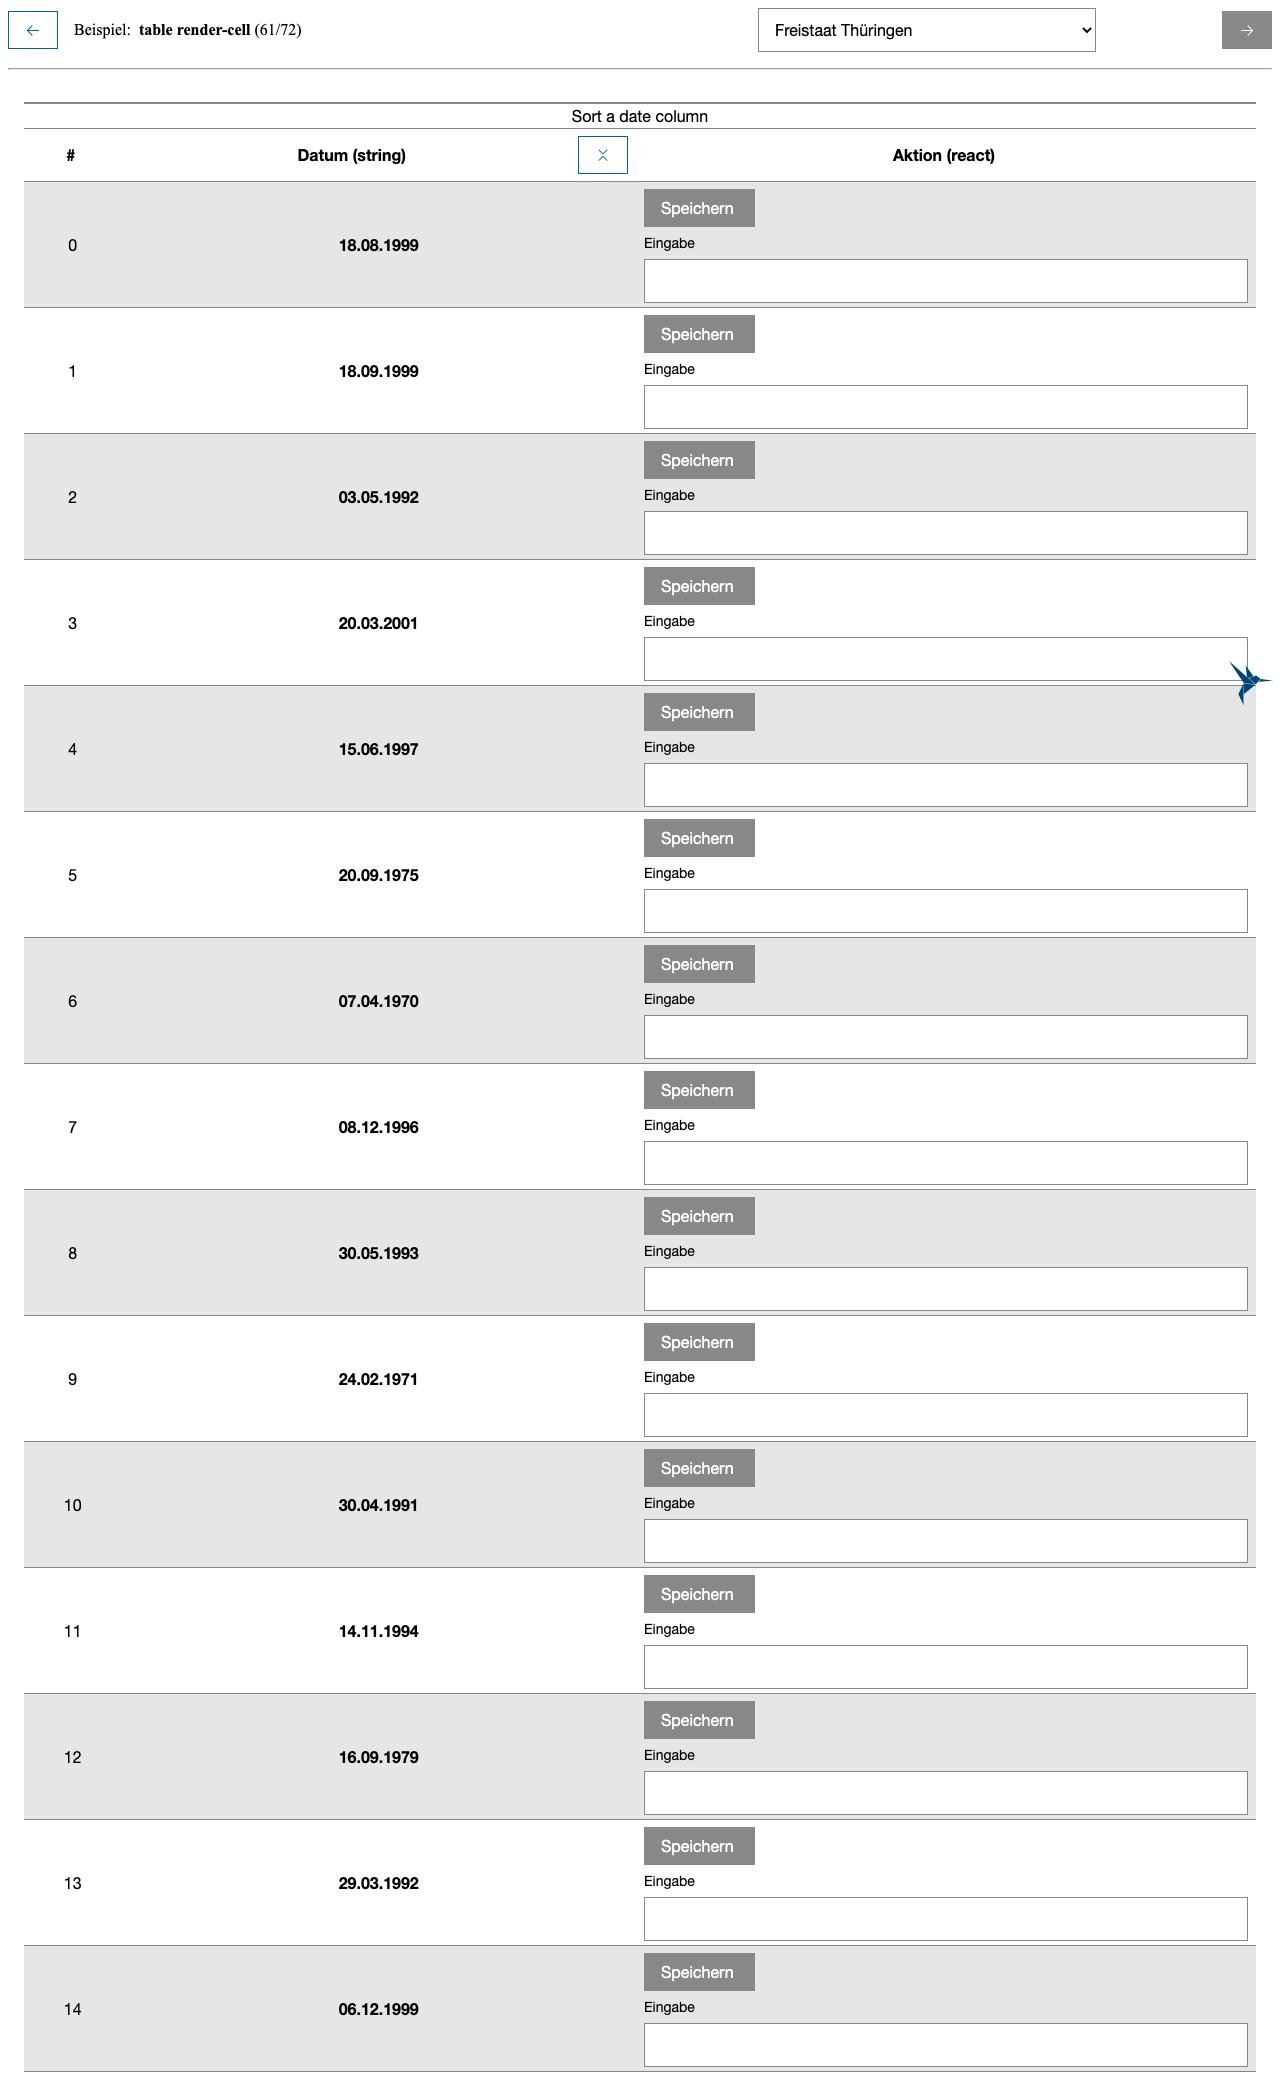 Beispiel: table render-cell (61/72)
Freistaat Thüringen
Sort a date column
# Datum (string) Aktion (react)
Speichern
0 18.08.1999 Eingabe
Speichern
1 18.09.1999 Eingabe
Speichern
2 03.05.1992 Eingabe
Speichern
3 20.03.2001 Eingabe
Speichern
4 15.06.1997 Eingabe
Speichern
5 20.09.1975 Eingabe
Speichern
6 07.04.1970 Eingabe
Speichern
7 08.12.1996 Eingabe
Speichern
8 30.05.1993 Eingabe
Speichern
9 24.02.1971 Eingabe
Speichern
10 30.04.1991 Eingabe
Speichern
11 14.11.1994 Eingabe
Speichern
12 16.09.1979 Eingabe
Speichern
13 29.03.1992 Eingabe
Speichern
14 06.12.1999 Eingabe